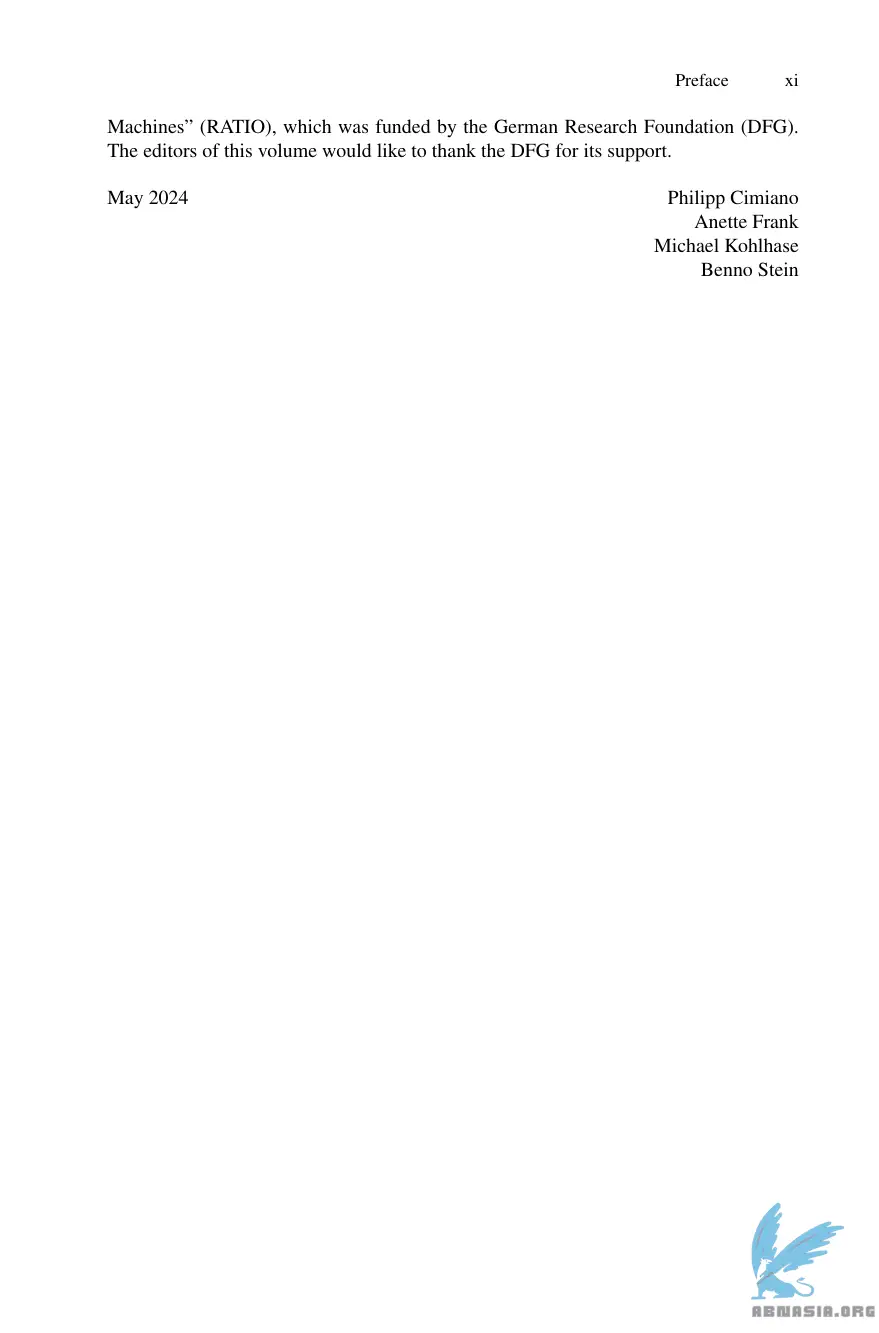 Preface xi
Machines” (RATIO), which was funded by the German Research Foundation (DFG).
The editors of this volume would like to thank the DFG for its support.
May 2024 Philipp Cimiano
Anette Frank
Michael Kohlhase
Benno Stein
ABNASIA.ORG